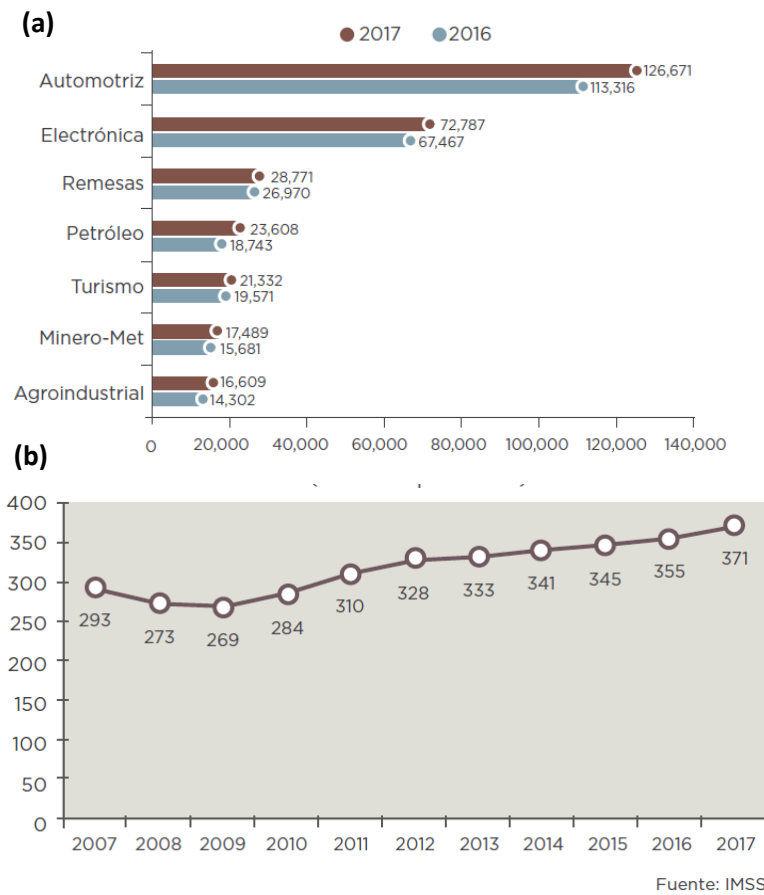 (a)
2017 2016
Automotriz
126,671
113,316
Electrónica
72,787
67,467
Remesas
28,771
26,970
Petróleo
23,608
18,743
Turismo
21,332
19,571
Minero-Met
17,489
15,681
Agroindustrial
16,609
14,302
0 20,000 40,000 60,000 80,000 100,000 120,000 140,000
(b)
400
350
300
250
200
150
100
50
0
293 273 269 284 310 328 333 341 345 355 371
2007 2008 2009 2010 2011 2012 2013 2014 2015 2016 2017
Fuente: IMSS